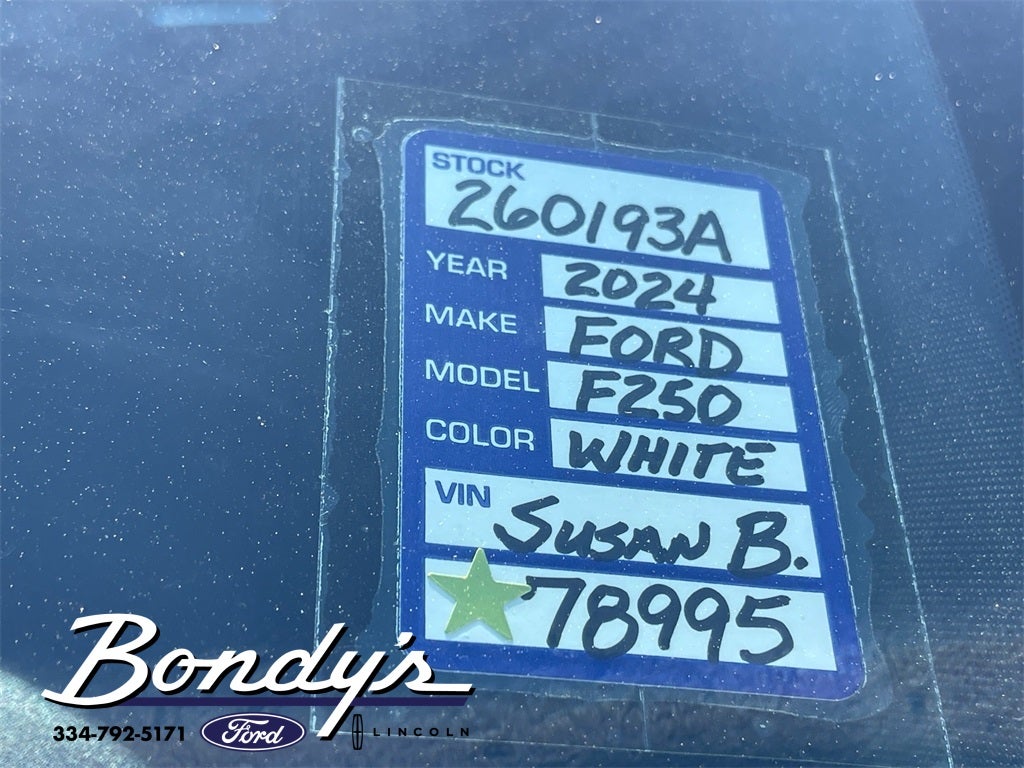 STOCK
260193A
YEAR 2024
MAKE FORD
MODEL F250
COLOR WHITE
VIN
SUSAN B.
78995
Bondy's
334-792-5171 Ford LINCOLN